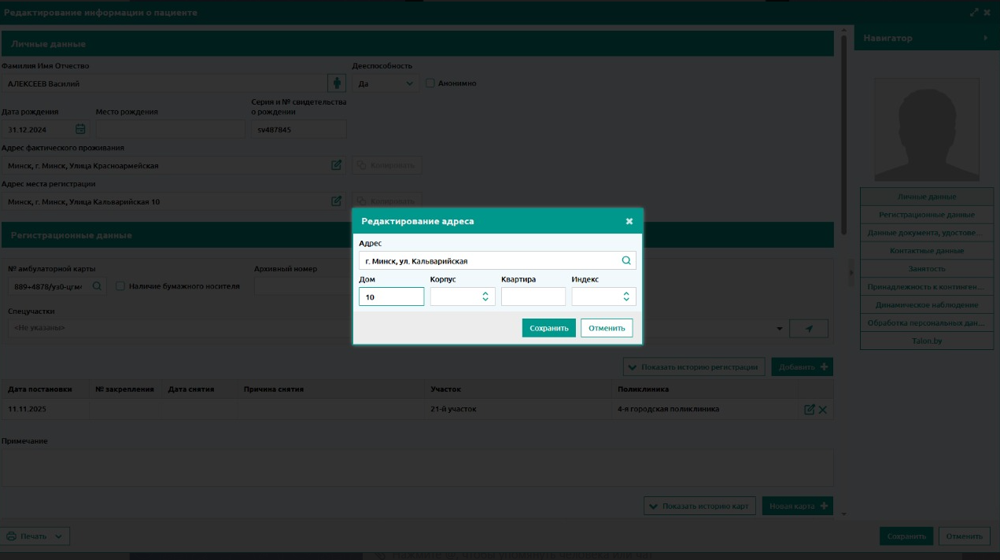 Редактирование информации о пациенте
Личные данные
Навигатор
Фамилия Имя Отчество
Дееспособность
АЛЕКСЕЕВ Василий
Да
Анонимно
Дата рождения
Место рождения
Серия и № свидетельства
о рождении
31.12.2024
sv487845
Адрес фактического проживания
Минск, г. Минск, Улица Красноармейская
Копировать
Адрес места регистрации
Минск, г. Минск, Улица Кальварийская 10
Копировать
Личные данные
Регистрационные данные
Данные документа, удостове...
Контактные данные
Занятость
Принадлежность к континген...
Динамическое наблюдение
Обработка персональных дан...
Talon.by
Регистрационные данные
Редактирование адреса
Адрес
г. Минск, ул. Кальварийская
Дом
Корпус
Квартира
Индекс
10
Сохранить
Отменить
№ амбулаторной карты
Архивный номер
889+4878/уз0-цгм
Наличие бумажного носителя
Спецучастки
<Не указаны>
Показать историю регистрации
Добавить
Дата постановки
№ закрепления
Дата снятия
Причина снятия
Участок
Поликлиника
11.11.2025
21-й участок
4-я городская поликлиника
Примечание
Показать историю карт
Новая карта
Печать
Сохранить
Отменить